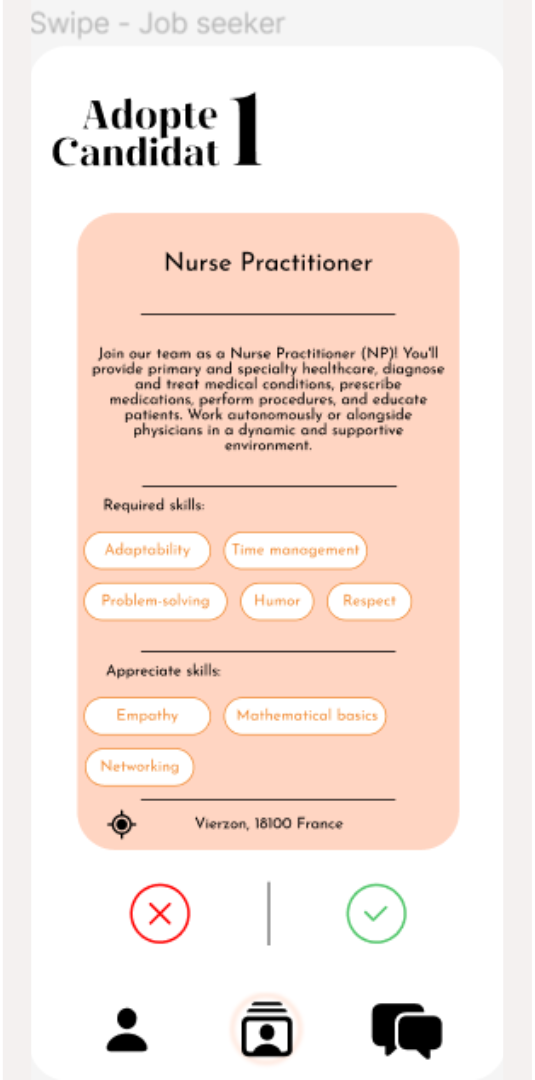 Swipe - Job seeker
Adopte 1
Candidat
Nurse Practitioner
Join our team as a Nurse Practitioner (NP)! You'll
provide primary and specialty healthcare, diagnose
and treat medical conditions, prescribe
medications, perform procedures, and educate
patients. Work autonomously or alongside
physicians in a dynamic and supportive
environment.
Required skills:
Adaptability Time management
Problem-solving Humor Respect
Appreciate skills:
Empathy Mathematical basics
Networking
Vierzon, 18100 France